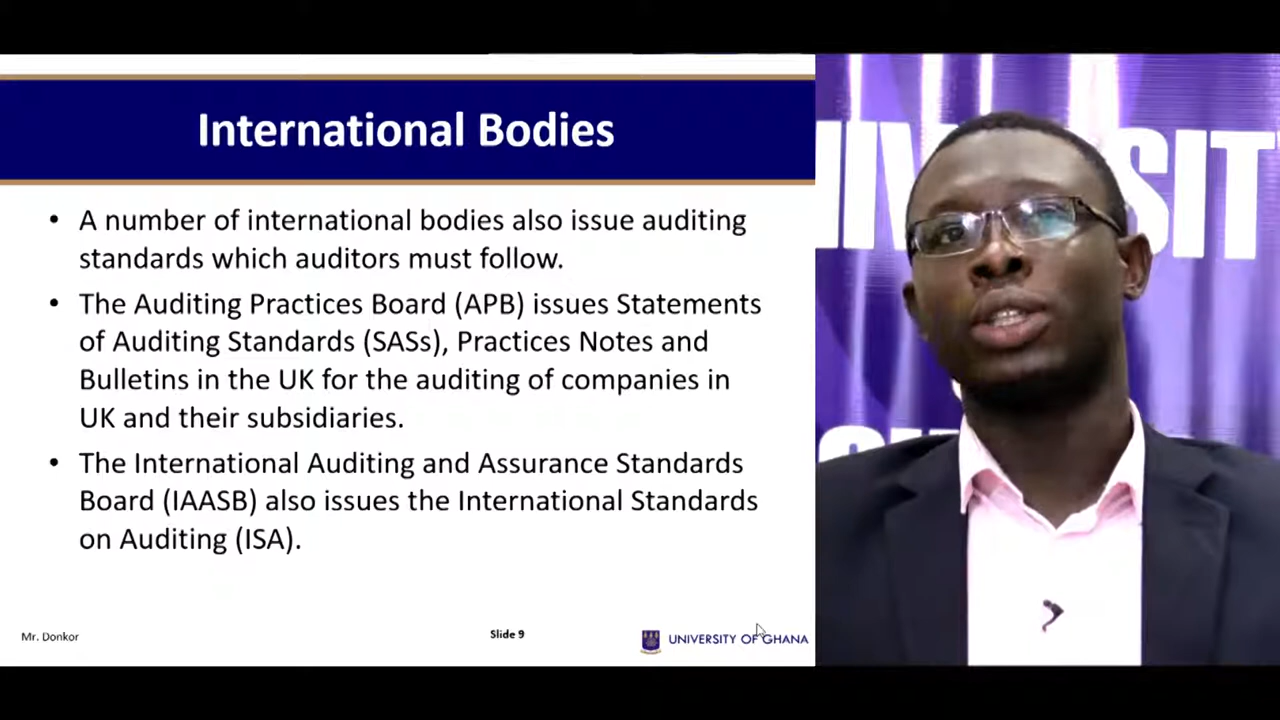 International Bodies
• A number of international bodies also issue auditing
standards which auditors must follow.
• The Auditing Practices Board (APB) issues Statements
of Auditing Standards (SASs), Practices Notes and
Bulletins in the UK for the auditing of companies in
UK and their subsidiaries.
• The International Auditing and Assurance Standards
Board (IAASB) also issues the International Standards
on Auditing (ISA).
Mr. Donkor
Slide 9
UNIVERSITY OF GHANA